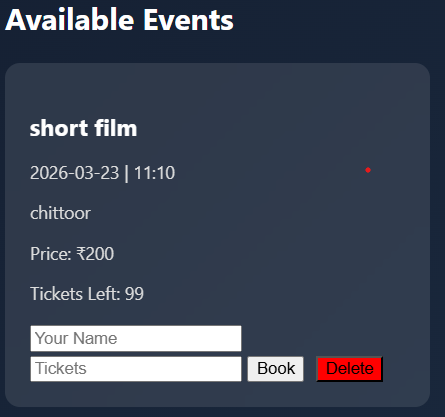 Available Events
short film
2026-03-23 | 11:10
chittoor
Price: ₹200
Tickets Left: 99
Your Name
Tickets Book Delete